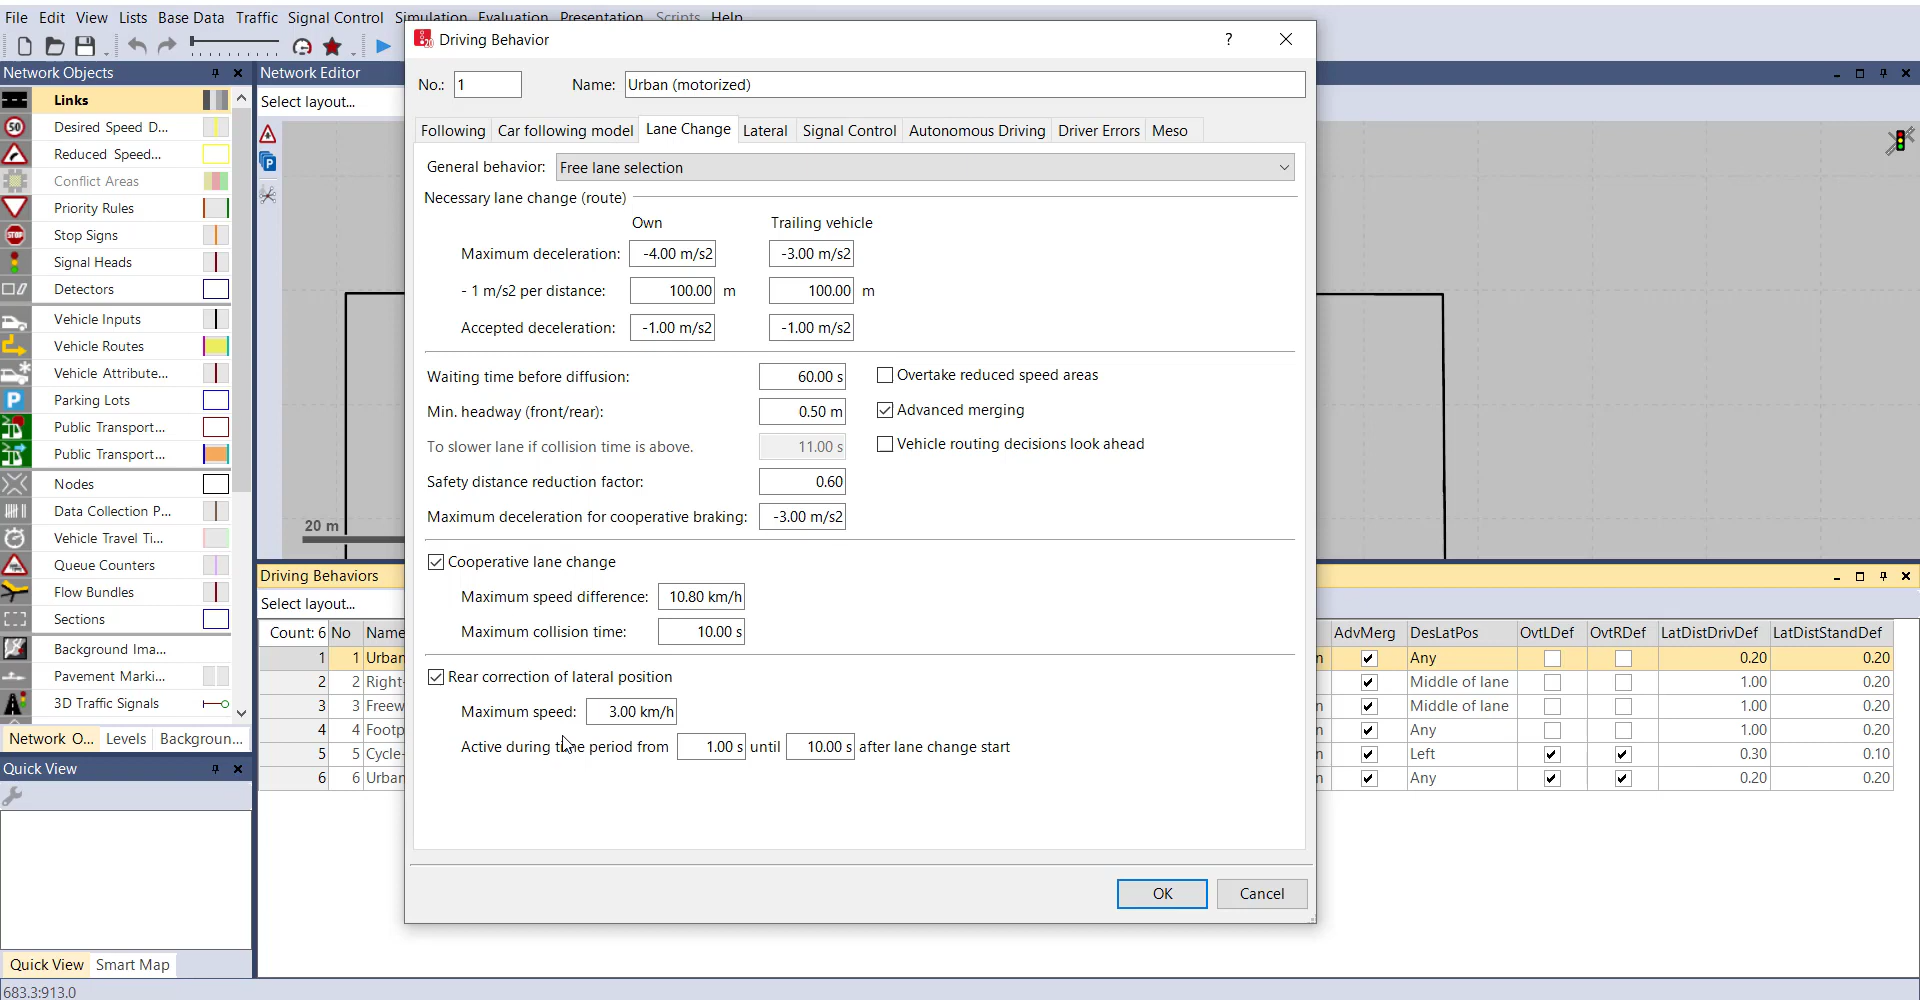 File Edit View Lists Base Data Traffic Signal Control Simulation Evaluation Presentation Scripts Help
Driving Behavior
?
No.: 1 Name: Urban (motorized)
Following Car following model Lane Change Lateral Signal Control Autonomous Driving Driver Errors Meso
General behavior: Free lane selection
Necessary lane change (route)
Own Trailing vehicle
Maximum deceleration: -4.00 m/s2 -3.00 m/s2
- 1 m/s2 per distance: 100.00 m 100.00 m
Accepted deceleration: -1.00 m/s2 -1.00 m/s2
Waiting time before diffusion: 60.00 s Overtake reduced speed areas
Min. headway (front/rear): 0.50 m Advanced merging
To slower lane if collision time is above. 11.00 s Vehicle routing decisions look ahead
Safety distance reduction factor: 0.60
Maximum deceleration for cooperative braking: -3.00 m/s2
Cooperative lane change
Maximum speed difference: 10.80 km/h
Maximum collision time: 10.00 s
Rear correction of lateral position
Maximum speed: 3.00 km/h
Active during time period from 1.00 s until 10.00 s after lane change start
OK Cancel
Network Objects
Links
50 Desired Speed D...
Reduced Speed...
Conflict Areas
Priority Rules
STOP Stop Signs
Signal Heads
Detectors
Vehicle Inputs
Vehicle Routes
Vehicle Attribute...
P Parking Lots
Public Transport...
Public Transport...
Nodes
Data Collection P...
Vehicle Travel Ti...
Queue Counters
Flow Bundles
Sections
Background Ima...
Pavement Marki...
3D Traffic Signals
Network O... Levels Backgroun...
Quick View
Quick View Smart Map
683.3:913.0
Network Editor
Select layout...
P
20 m
Driving Behaviors
Select layout...
Count: 6 No Name AdvMerg DesLatPos OvtLDef OvtRDef LatDistDrivDef LatDistStandDef
1 1 Urban n Any 0.20 0.20
2 2 Right- n Middle of lane 1.00 0.20
3 3 Freew n Middle of lane 1.00 0.20
4 4 Footp n Any 1.00 0.20
5 5 Cycle- n Left 0.30 0.10
6 6 Urban n Any 0.20 0.20